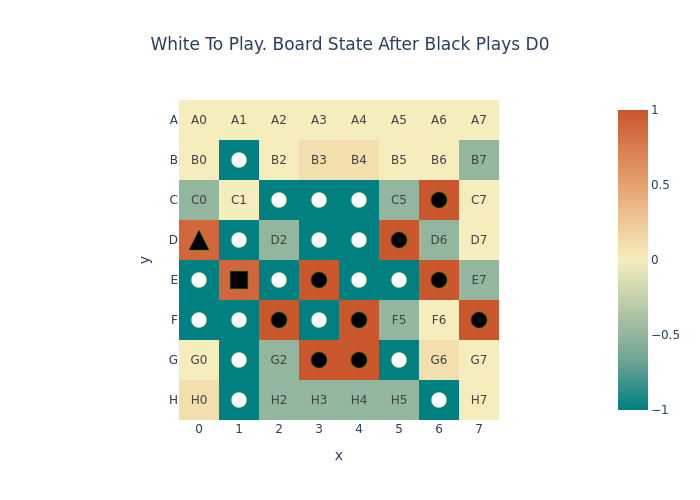 White To Play. Board State After Black Plays D0
A A0 A1 A2 A3 A4 A5 A6 A7
B B0 B2 B3 B4 B5 B6 B7
C C0 C1 C5 C7
D D2 D6 D7
E E7
F F5 F6
G G0 G2 G6 G7
H H0 H2 H3 H4 H5 H7
0 1 2 3 4 5 6 7
x
y
1
0.5
0
−0.5
−1